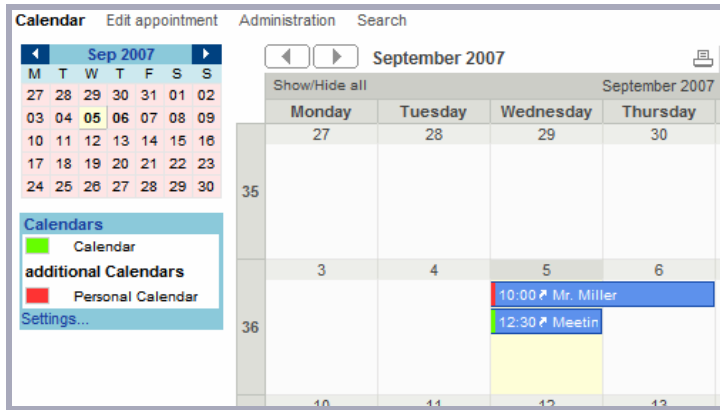 Calendar Edit appointment Administration Search
Sep 2007
M T W T F S S
27 28 29 30 31 01 02
03 04 05 06 07 08 09
10 11 12 13 14 15 16
17 18 19 20 21 22 23
24 25 26 27 28 29 30
Calendars
Calendar
additional Calendars
Personal Calendar
Settings...
September 2007
Show/Hide all September 2007
Monday Tuesday Wednesday Thursday
27 28 29 30
35
3 4 5 6
10:00 Mr. Miller
12:30 Meetin
36
10 11 12 13